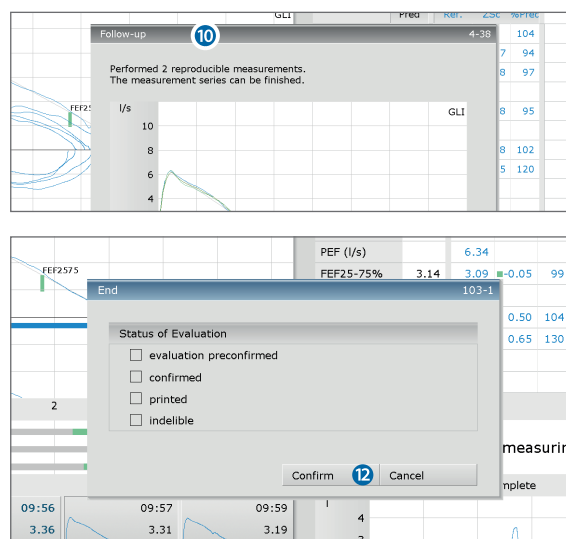 GLI
Pred Ref. ZSc %Prec
Follow-up 10 4-38
104
7 94
Performed 2 reproducible measurements.
8 97
The measurement series can be finished.
FEF25
l/s
GLI
8 95
10
8
8 102
6
5 120
4
PEF (l/s) 6.34
FEF2575
FEF25-75% 3.14 3.09 -0.05 99
End 103-1
0.50 104
Status of Evaluation
0.65 130
evaluation preconfirmed
confirmed
printed
2
indelible
measurin
Confirm 12 Cancel
mplete
09:56 09:57 09:59
l
4
3.36 3.31 3.19